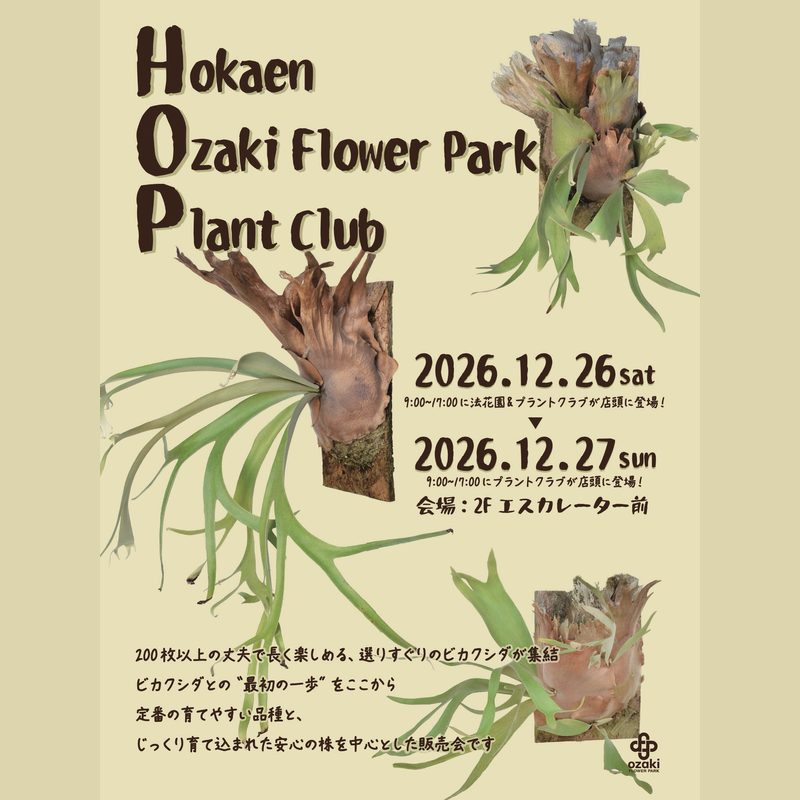 Hokaen
Ozaki Flower Park
Plant Club
2026.12.26 sat
9:00~17:00に法花園&プラントクラブが店頭に登場!
▼
2026.12.27 sun
9:00~17:00にプラントクラブが店頭に登場!
会場:2F エスカレーター前
200枚以上の丈夫で長く楽しめる、選りすぐりのビカクシダが集結
ビカクシダとの“最初の一歩”をここから
定番の育てやすい品種と、
じっくり育て込まれた安心の株を中心とした販売会です
ozaki
FLOWER PARK